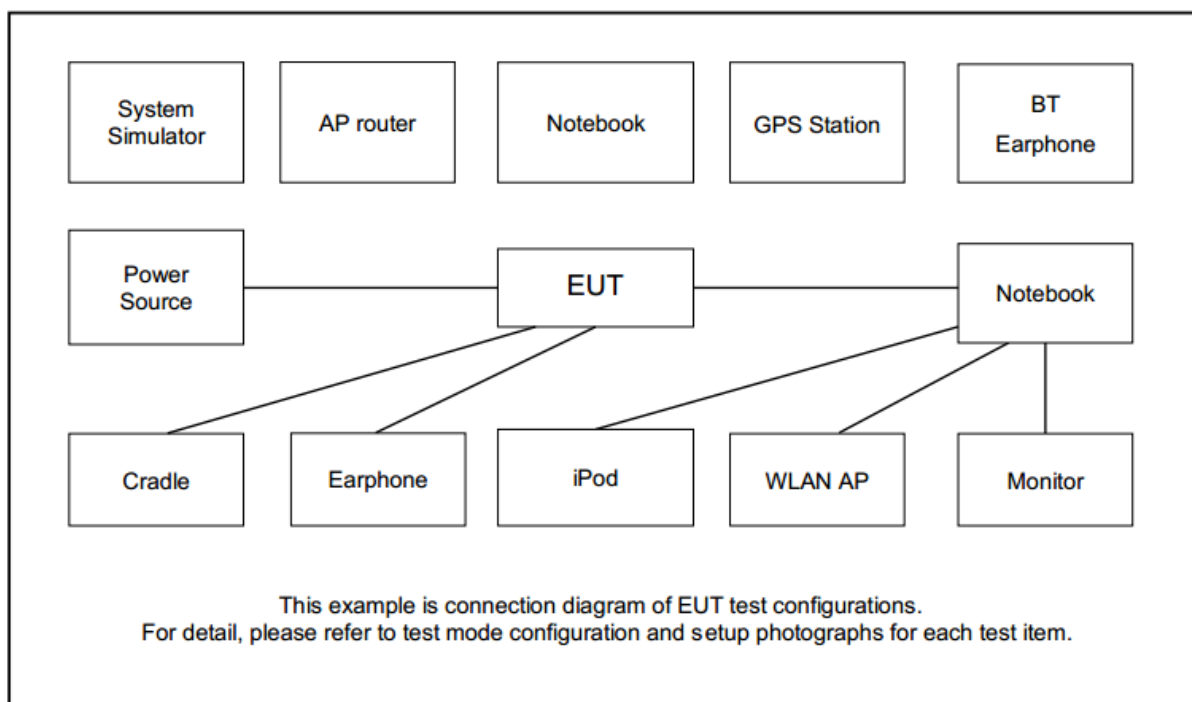 System
Simulator
AP router
Notebook
GPS Station
BT
Earphone
Power
Source
EUT
Notebook
Cradle
Earphone
iPod
WLAN AP
Monitor
This example is connection diagram of EUT test configurations.
For detail, please refer to test mode configuration and setup photographs for each test item.